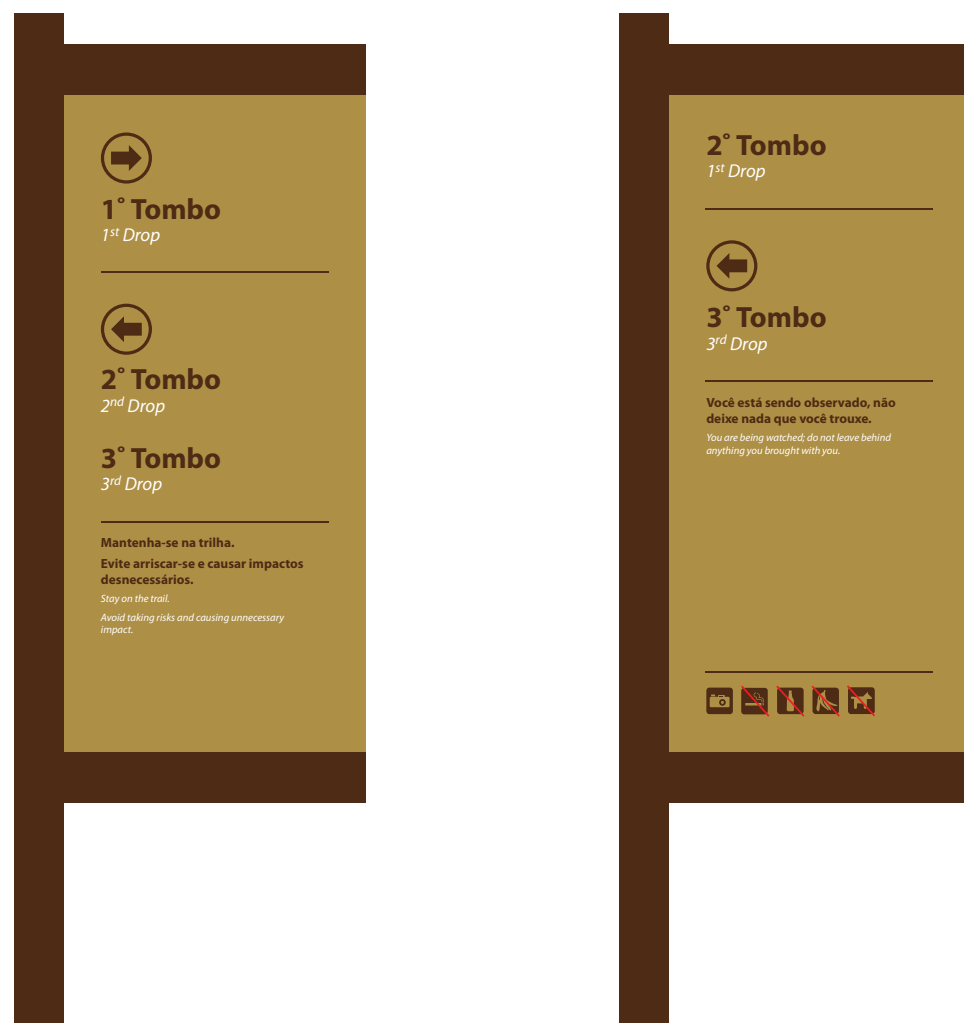 1° Tombo
1st Drop
2° Tombo
2nd Drop
3° Tombo
3rd Drop
Mantenha-se na trilha.
Evite arriscar-se e causar impactos
desnecessários.
Stay on the trail.
Avoid taking risks and causing unnecessary
impact.
2° Tombo
1st Drop
3° Tombo
3rd Drop
Você está sendo observado, não
deixe nada que você trouxe.
You are being watched; do not leave behind
anything you brought with you.